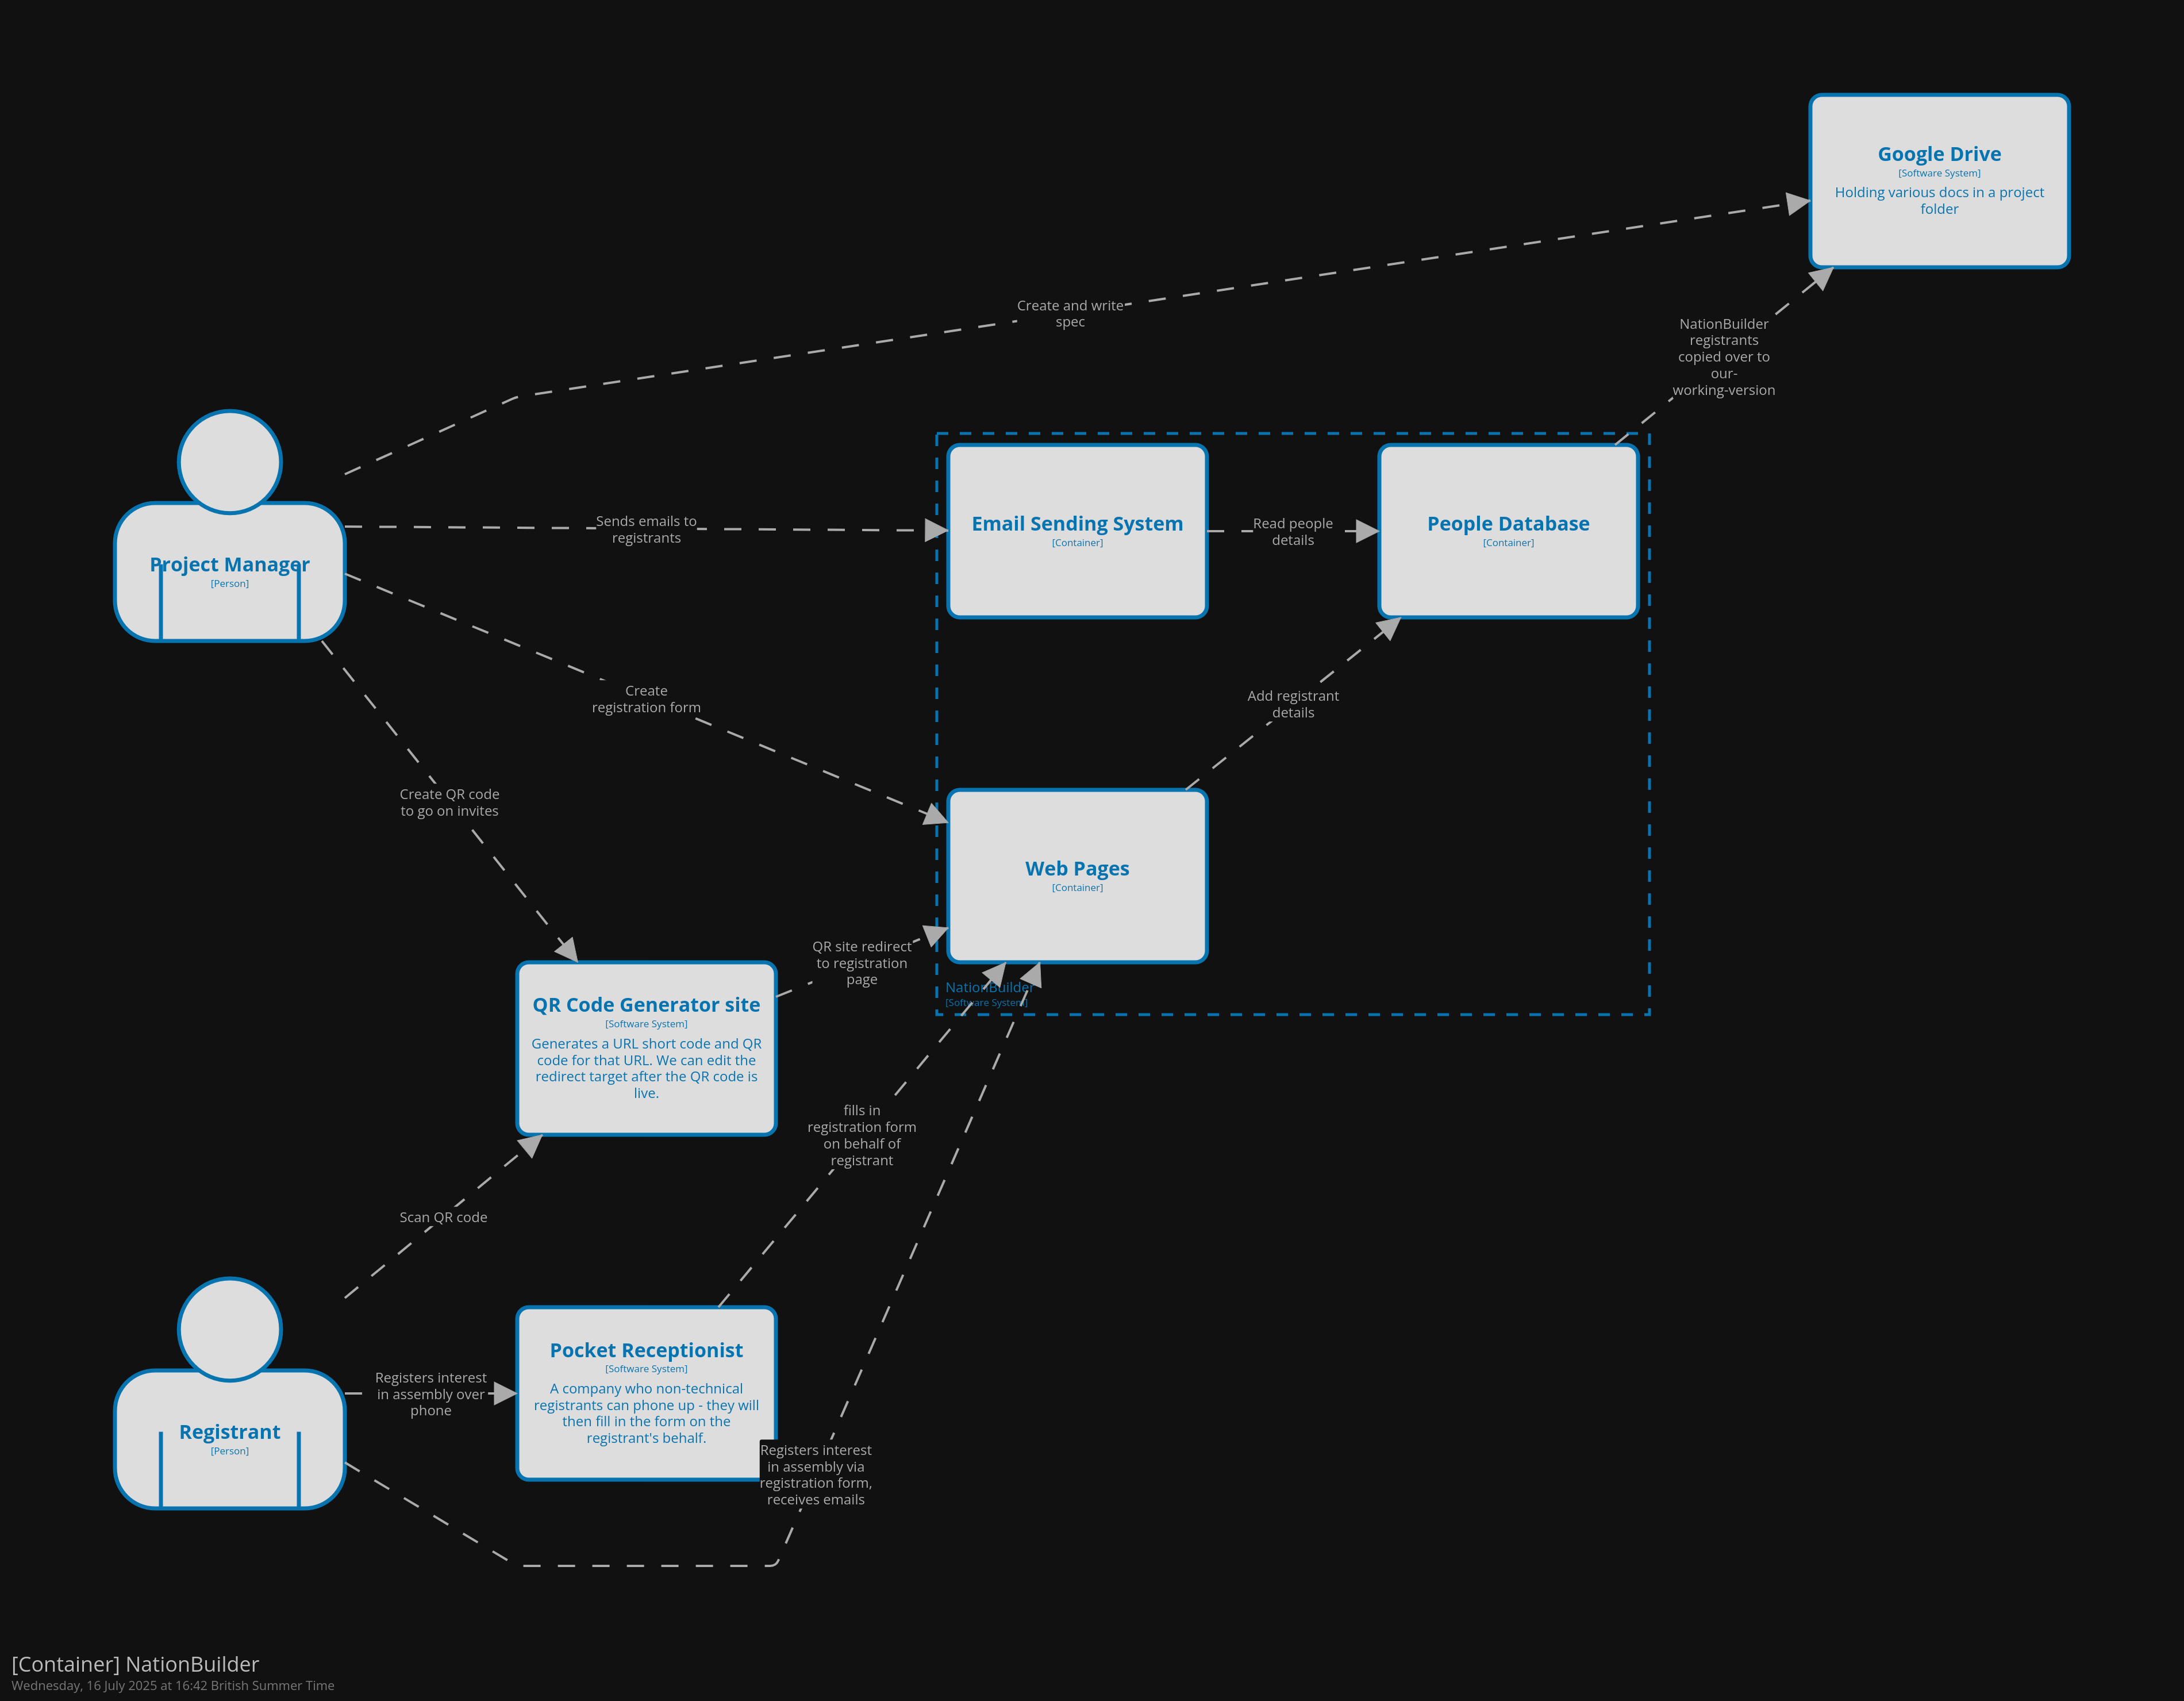 Google Drive
[Software System]
Holding various docs in a project
folder
Create and write
spec
NationBuilder
registrants
copied over to
our-
working-version
Project Manager
[Person]
Sends emails to
registrants
Email Sending System
[Container]
Read people
details
People Database
[Container]
Create
registration form
Add registrant
details
Create QR code
to go on invites
Web Pages
[Container]
QR site redirect
to registration
page
NationBuilder
[Software System]
QR Code Generator site
[Software System]
Generates a URL short code and QR
code for that URL. We can edit the
redirect target after the QR code is
live.
fills in
registration form
on behalf of
registrant
Scan QR code
Registrant
[Person]
Registers interest
in assembly over
phone
Pocket Receptionist
[Software System]
A company who non-technical
registrants can phone up - they will
then fill in the form on the
registrant's behalf.
Registers interest
in assembly via
registration form,
receives emails
[Container] NationBuilder
Wednesday, 16 July 2025 at 16:42 British Summer Time